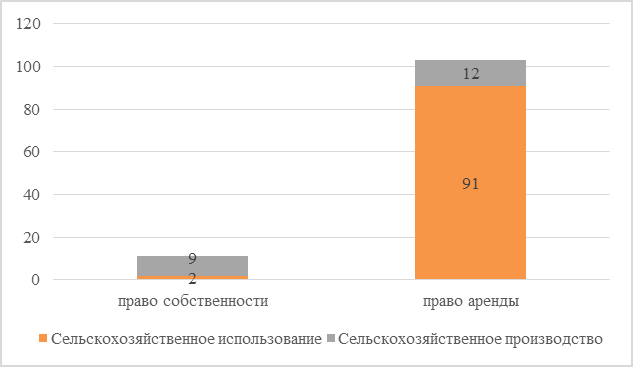 120
100
80
60
40
20
0
12
91
9
2
право собственности
право аренды
Сельскохозяйственное использование
Сельскохозяйственное производство